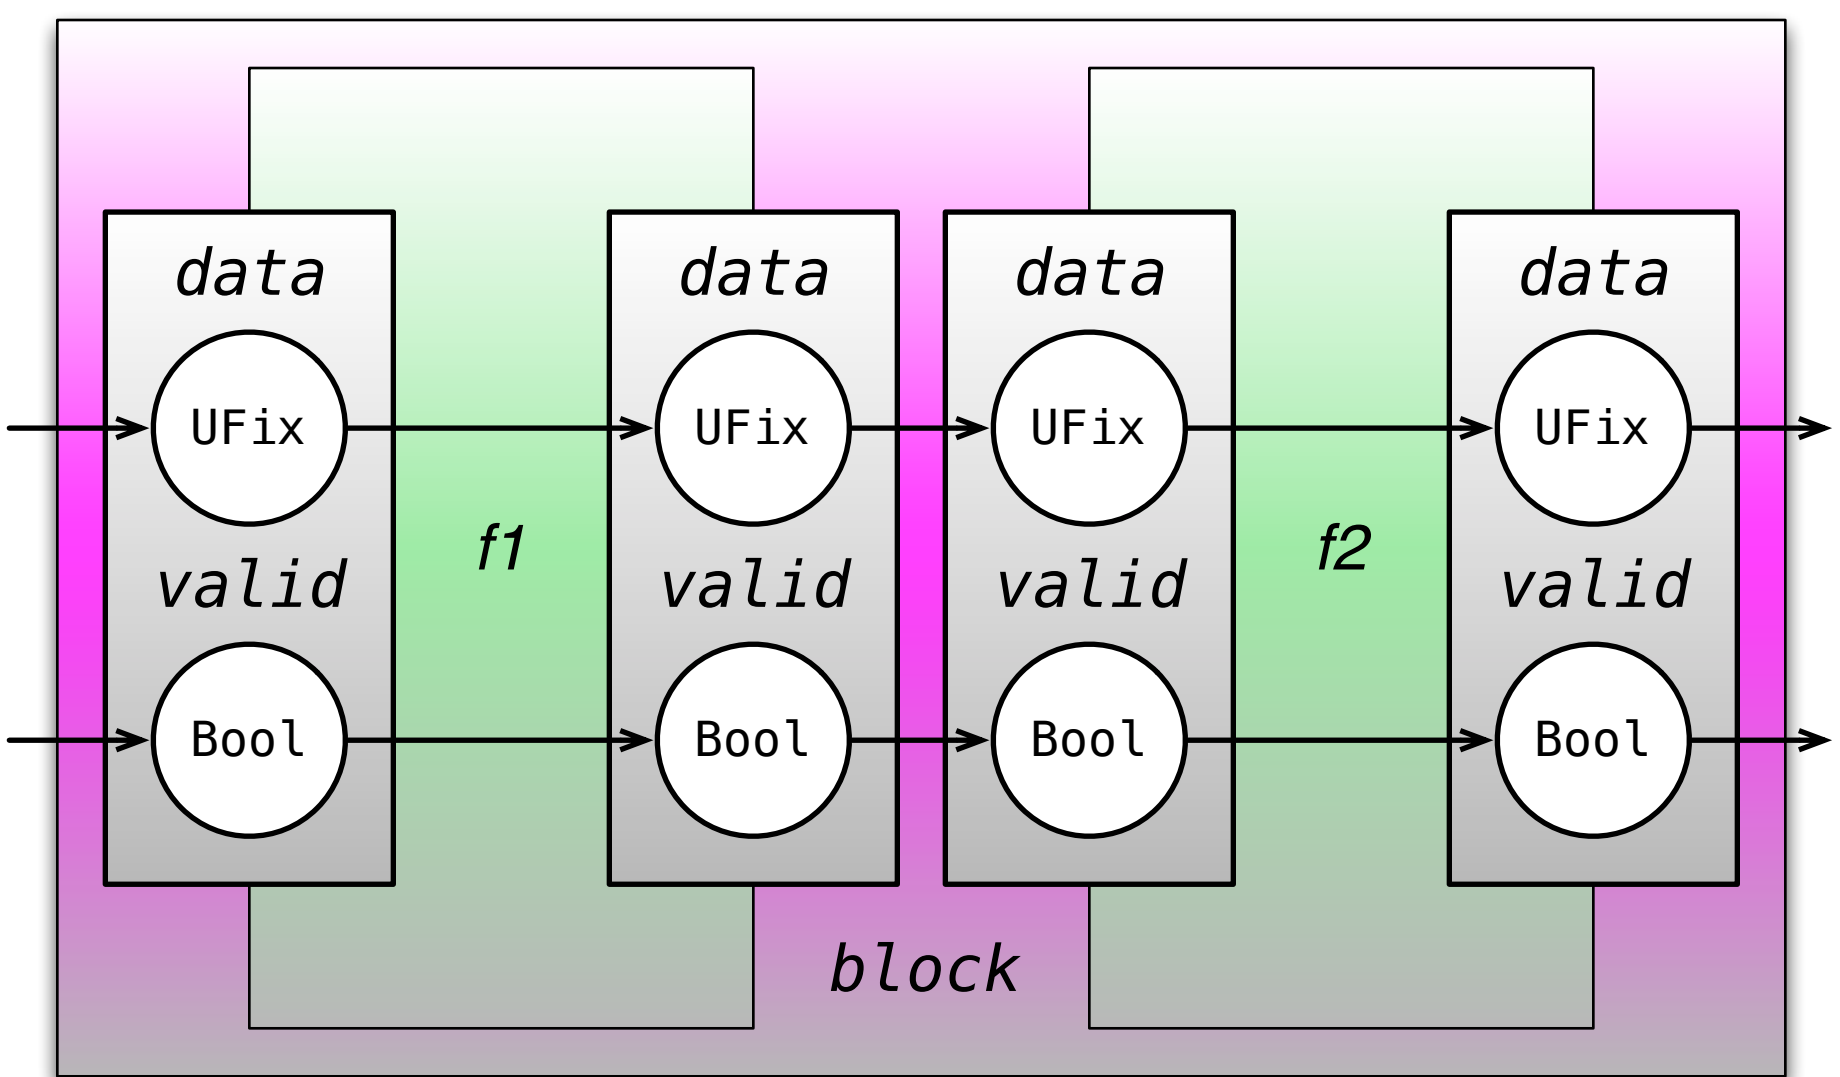 data data data data
UFix UFix UFix UFix
f1 f2
valid valid valid valid
Bool Bool Bool Bool
block